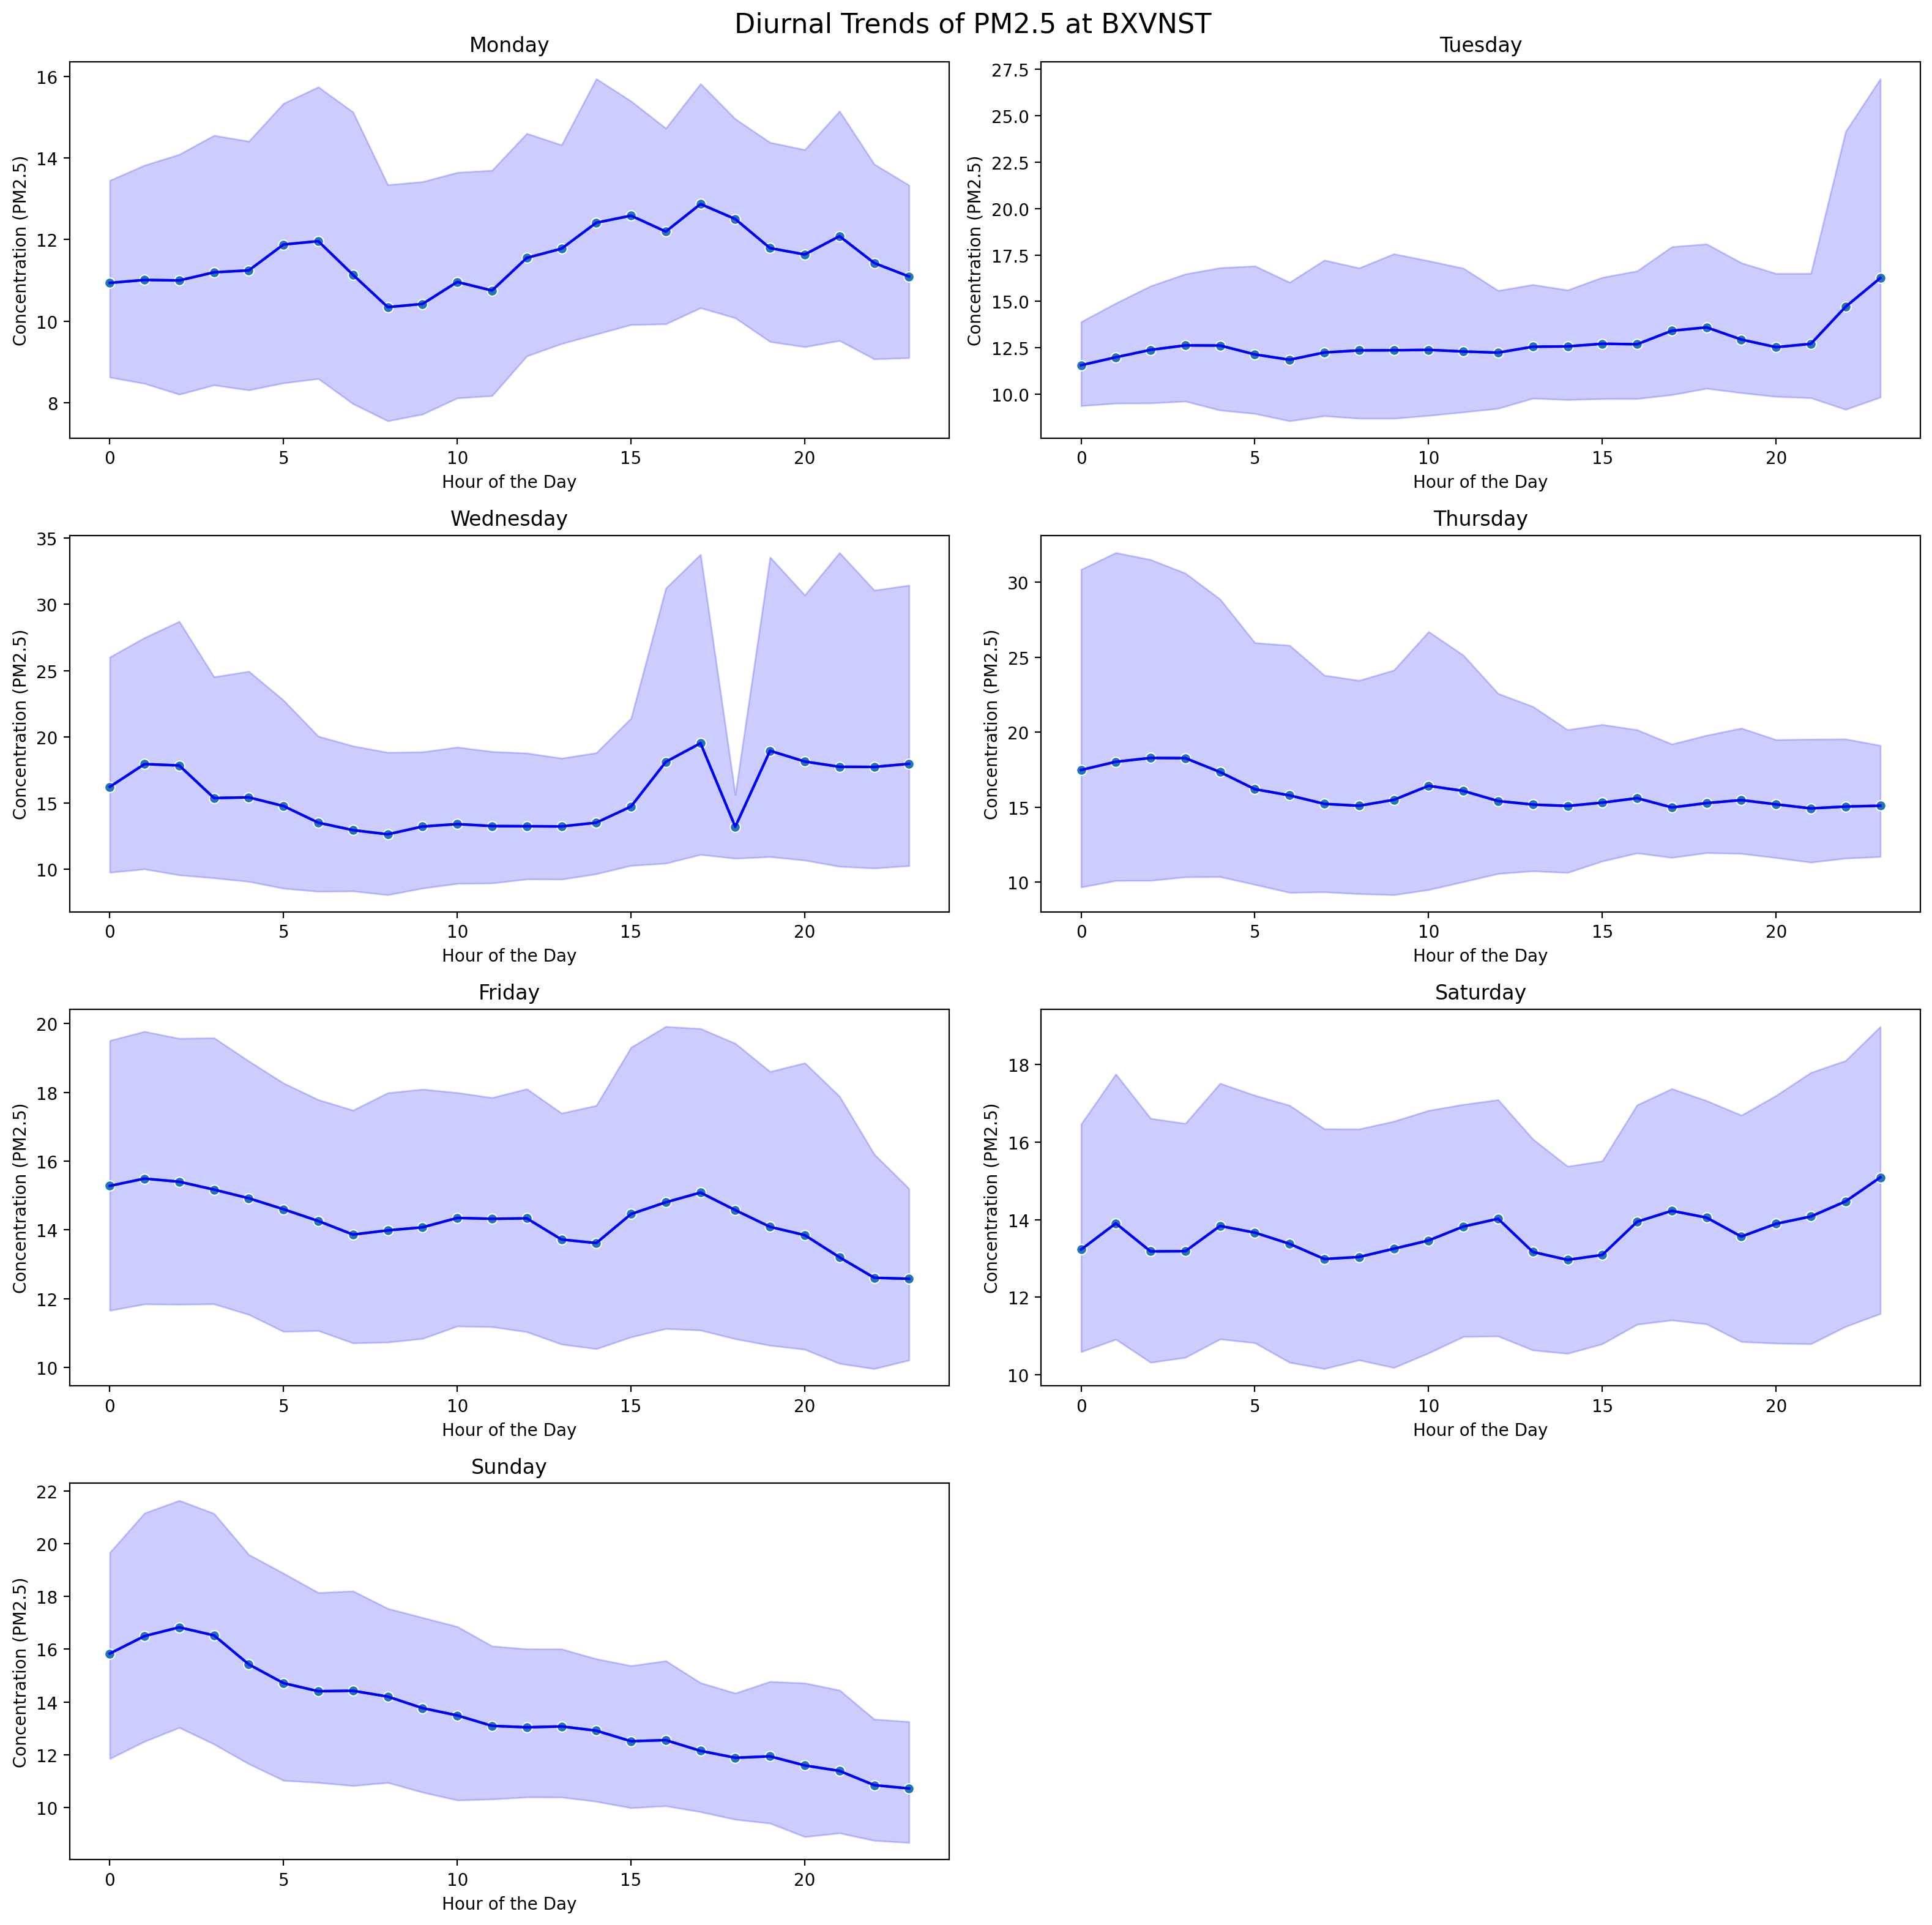 Diurnal Trends of PM2.5 at BXVNST
Monday
Concentration (PM2.5)
16
14
12
10
8
0 5 10 15 20
Hour of the Day
Tuesday
Concentration (PM2.5)
27.5
25.0
22.5
20.0
17.5
15.0
12.5
10.0
0 5 10 15 20
Hour of the Day
Wednesday
Concentration (PM2.5)
35
30
25
20
15
10
0 5 10 15 20
Hour of the Day
Thursday
Concentration (PM2.5)
30
25
20
15
10
0 5 10 15 20
Hour of the Day
Friday
Concentration (PM2.5)
20
18
16
14
12
10
0 5 10 15 20
Hour of the Day
Saturday
Concentration (PM2.5)
18
16
14
12
10
0 5 10 15 20
Hour of the Day
Sunday
Concentration (PM2.5)
22
20
18
16
14
12
10
0 5 10 15 20
Hour of the Day